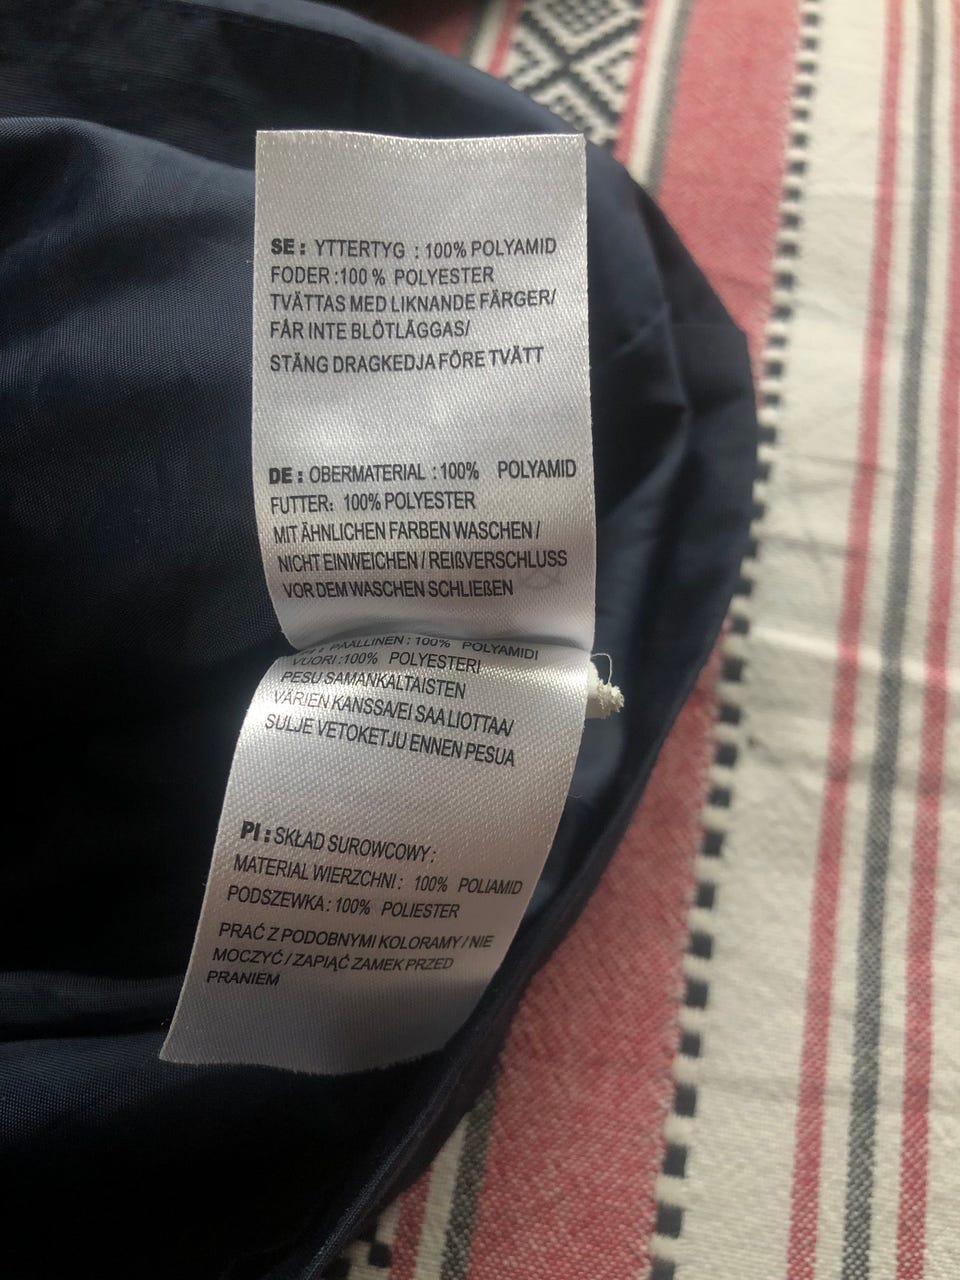 SE : YTTERTYG : 100% POLYAMID
FODER :100 % POLYESTER
TVÄTTAS MED LIKNANDE FÄRGER/
FÅR INTE BLÖTLÄGGAS/
STÄNG DRAGKEDJA FÖRE TVÄTT
DE : OBERMATERIAL : 100% POLYAMID
FUTTER: 100% POLYESTER
MIT ÄHNLICHEN FARBEN WASCHEN /
NICHT EINWEICHEN / REIßVERSCHLUSS
VOR DEM WASCHEN SCHLIEßEN
PÄÄLLINEN : 100% POLYAMIDI
VUORI :100% POLYESTERI
PESU SAMANKALTAISTEN
VÄRIEN KANSSA/EI SAA LIOTTAA/
SULJE VETOKETJU ENNEN PESUA
PI : SKŁAD SUROWCOWY:
MATERIAL WIERZCHNI : 100% POLIAMID
PODSZEWKA : 100% POLIESTER
PRAĆ Z PODOBNYMI KOLORAMY / NIE
MOCZYĆ / ZAPIĄĆ ZAMEK PRZED
PRANIEM